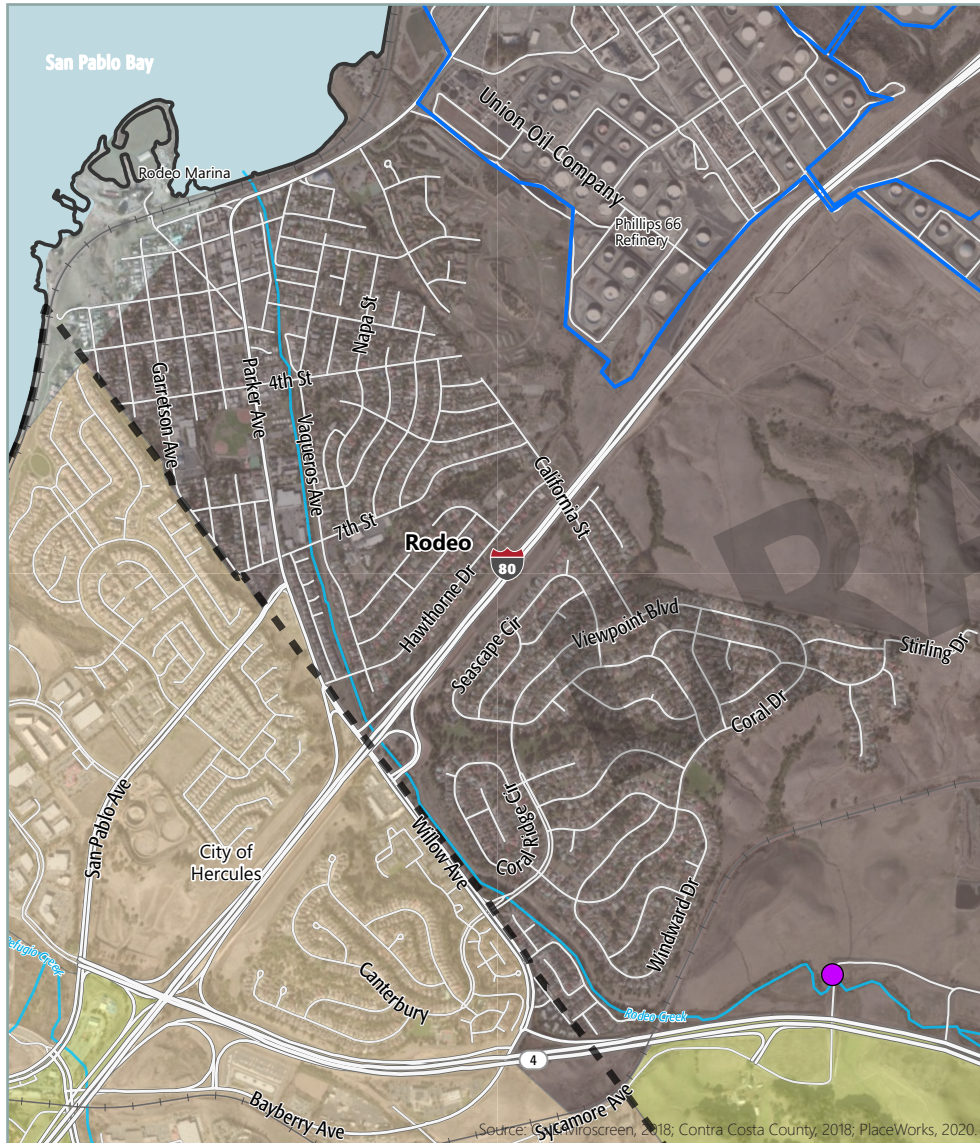 San Pablo Bay
Union Oil Company
Rodeo Marina
Phillips 66
Refinery
Napa St
4th St
Garretson Ave
Parker Ave
Vaqueros Ave
California St
7th St
Rodeo
80
Hawthorne Dr
Seascape Cir
Viewpoint Blvd
Stirling Dr
Coral Dr
San Pablo Ave
Coral Ridge Cir
Willow Ave
City of
Hercules
Windward Dr
Refugio Creek
Canterbury
Rodeo Creek
4
Bayberry Ave
Sycamore Ave
Source: CalEnviroscreen, 2018; Contra Costa County, 2018; PlaceWorks, 2020